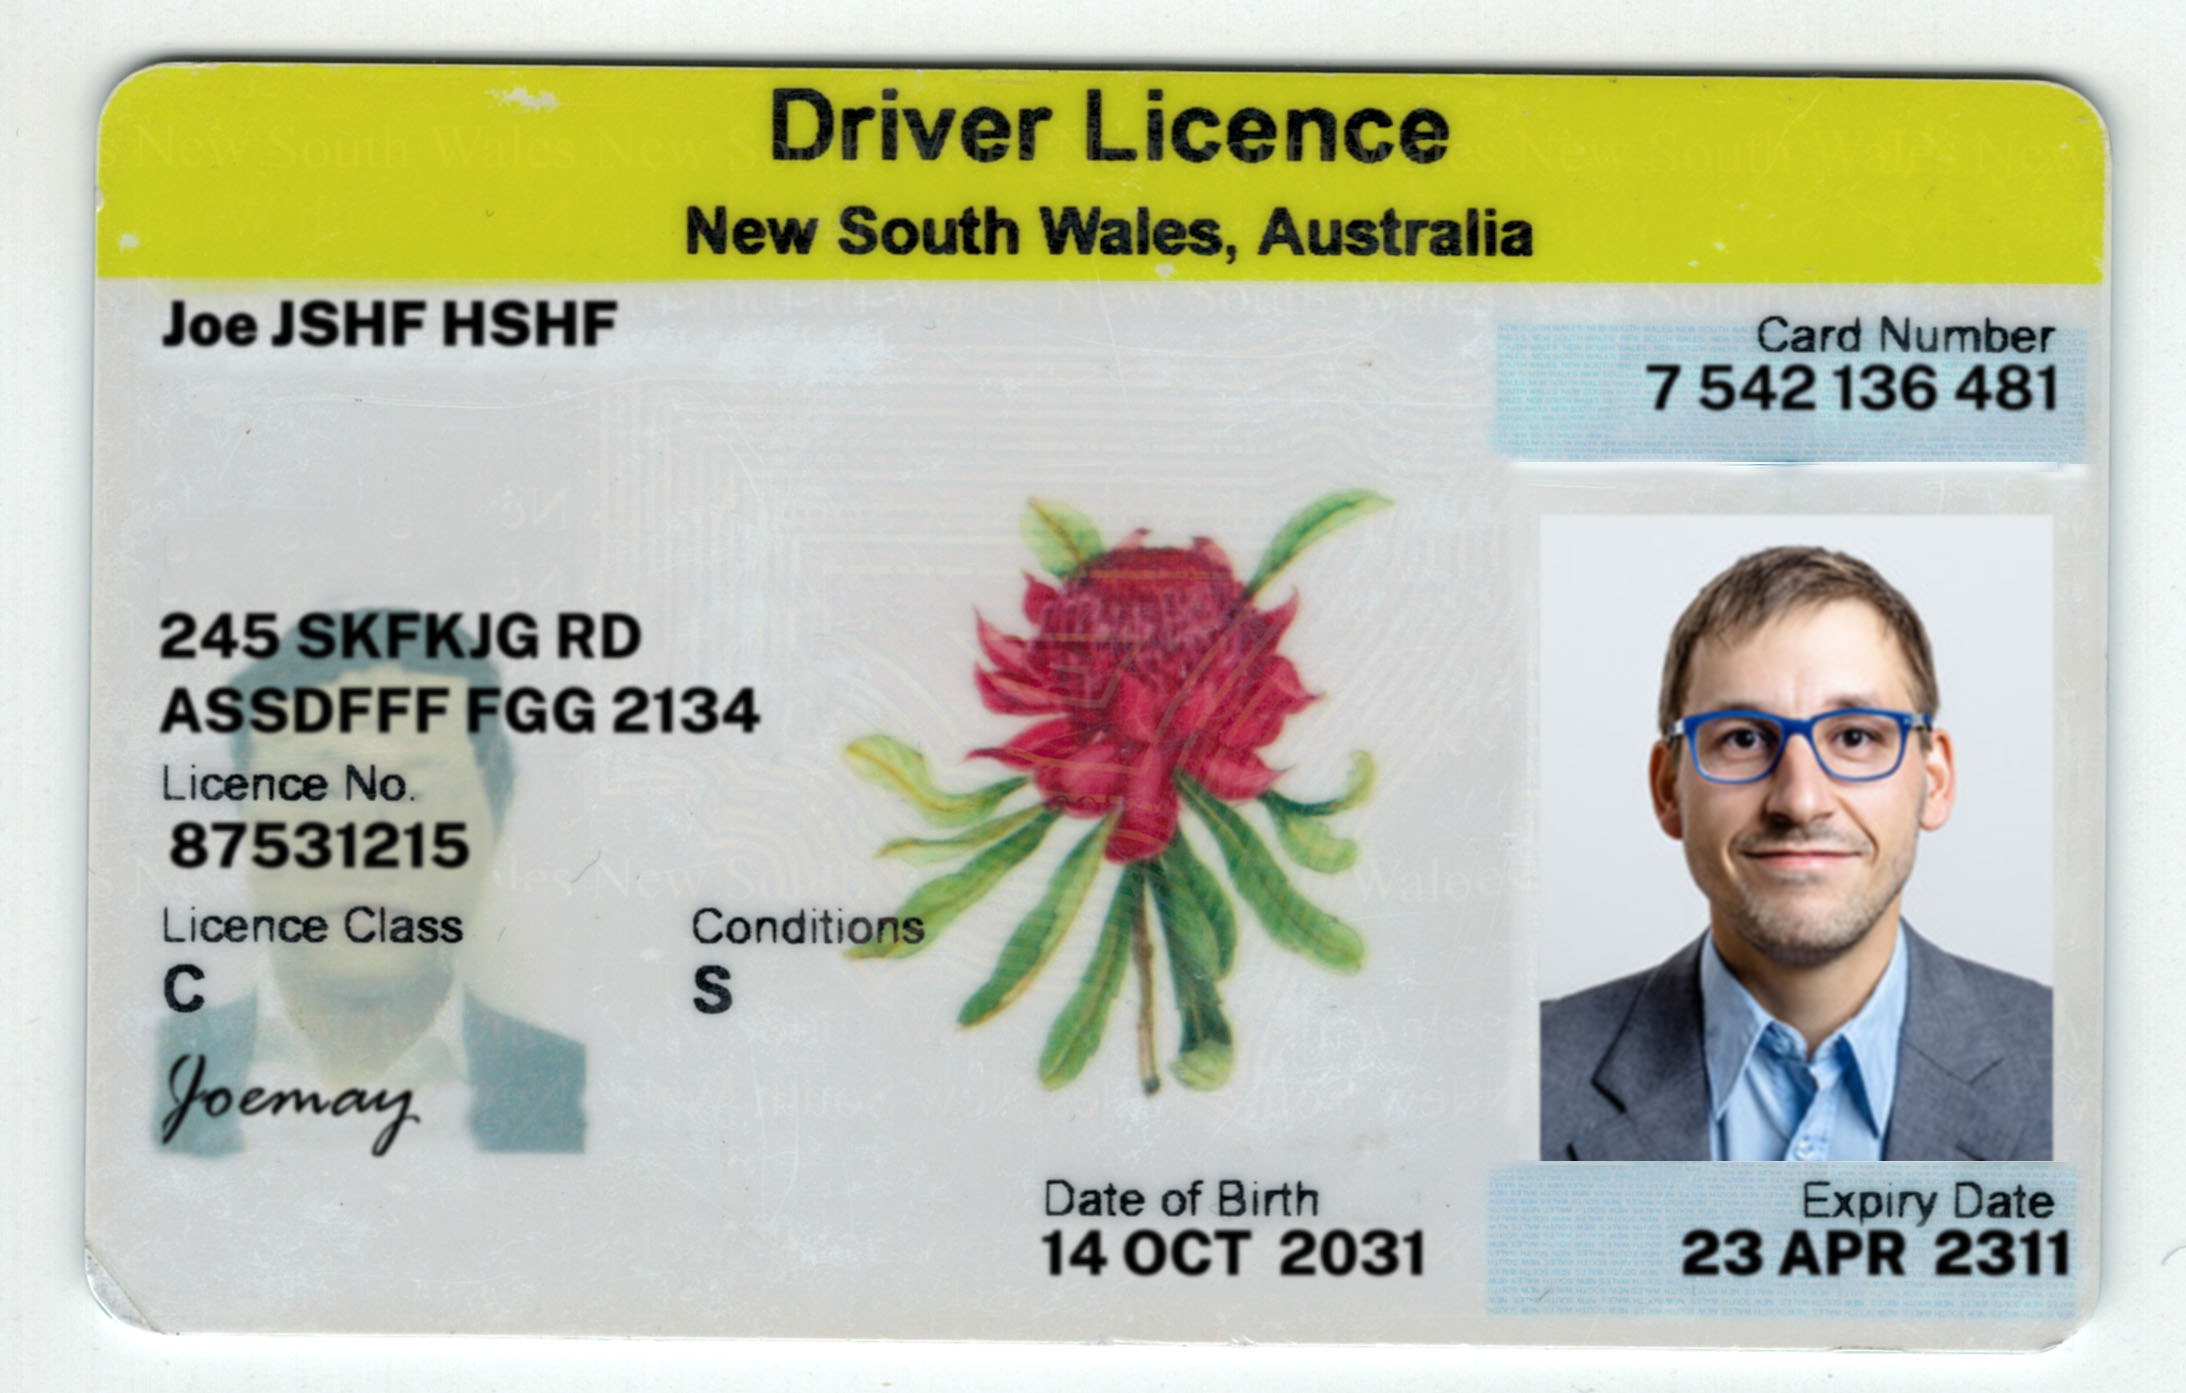 Driver Licence
New South Wales, Australia
Joe JSHF HSHF
Card Number
7 542 136 481
245 SKFKJG RD
ASSDFFF FGG 2134
Licence No.
87531215
Licence Class
C
Conditions
S
Joemay
Date of Birth
14 OCT 2031
Expiry Date
23 APR 2311